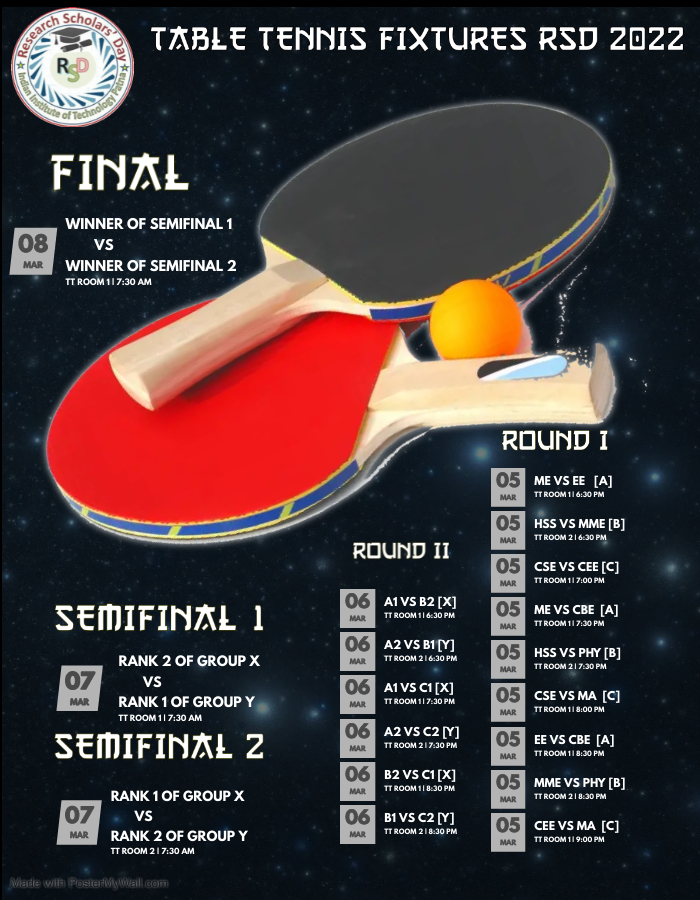 Research Scholars' Day
RSD
Indian Institute of Technology Patna
TABLE TENNIS FIXTURES RSD 2022
FINAL
08
MAR
WINNER OF SEMIFINAL 1
VS
WINNER OF SEMIFINAL 2
TT ROOM 1 | 7:30 AM
ROUND I
05
MAR
ME VS EE [A]
TT ROOM 1 | 6:30 PM
05
MAR
HSS VS MME [B]
TT ROOM 2 | 6:30 PM
05
MAR
CSE VS CEE [C]
TT ROOM 1 | 7:00 PM
05
MAR
ME VS CBE [A]
TT ROOM 1 | 7:30 PM
05
MAR
HSS VS PHY [B]
TT ROOM 2 | 7:30 PM
05
MAR
CSE VS MA [C]
TT ROOM 1 | 8:00 PM
05
MAR
EE VS CBE [A]
TT ROOM 1 | 8:30 PM
05
MAR
MME VS PHY [B]
TT ROOM 2 | 8:30 PM
05
MAR
CEE VS MA [C]
TT ROOM 1 | 9:00 PM
ROUND II
06
MAR
A1 VS B2 [X]
TT ROOM 1 | 6:30 PM
06
MAR
A2 VS B1 [Y]
TT ROOM 2 | 6:30 PM
06
MAR
A1 VS C1 [X]
TT ROOM 1 | 7:30 PM
06
MAR
A2 VS C2 [Y]
TT ROOM 2 | 7:30 PM
06
MAR
B2 VS C1 [X]
TT ROOM 1 | 8:30 PM
06
MAR
B1 VS C2 [Y]
TT ROOM 2 | 8:30 PM
SEMIFINAL 1
07
MAR
RANK 2 OF GROUP X
VS
RANK 1 OF GROUP Y
TT ROOM 1 | 7:30 AM
SEMIFINAL 2
07
MAR
RANK 1 OF GROUP X
VS
RANK 2 OF GROUP Y
TT ROOM 2 | 7:30 AM
Made with PosterMyWall.com